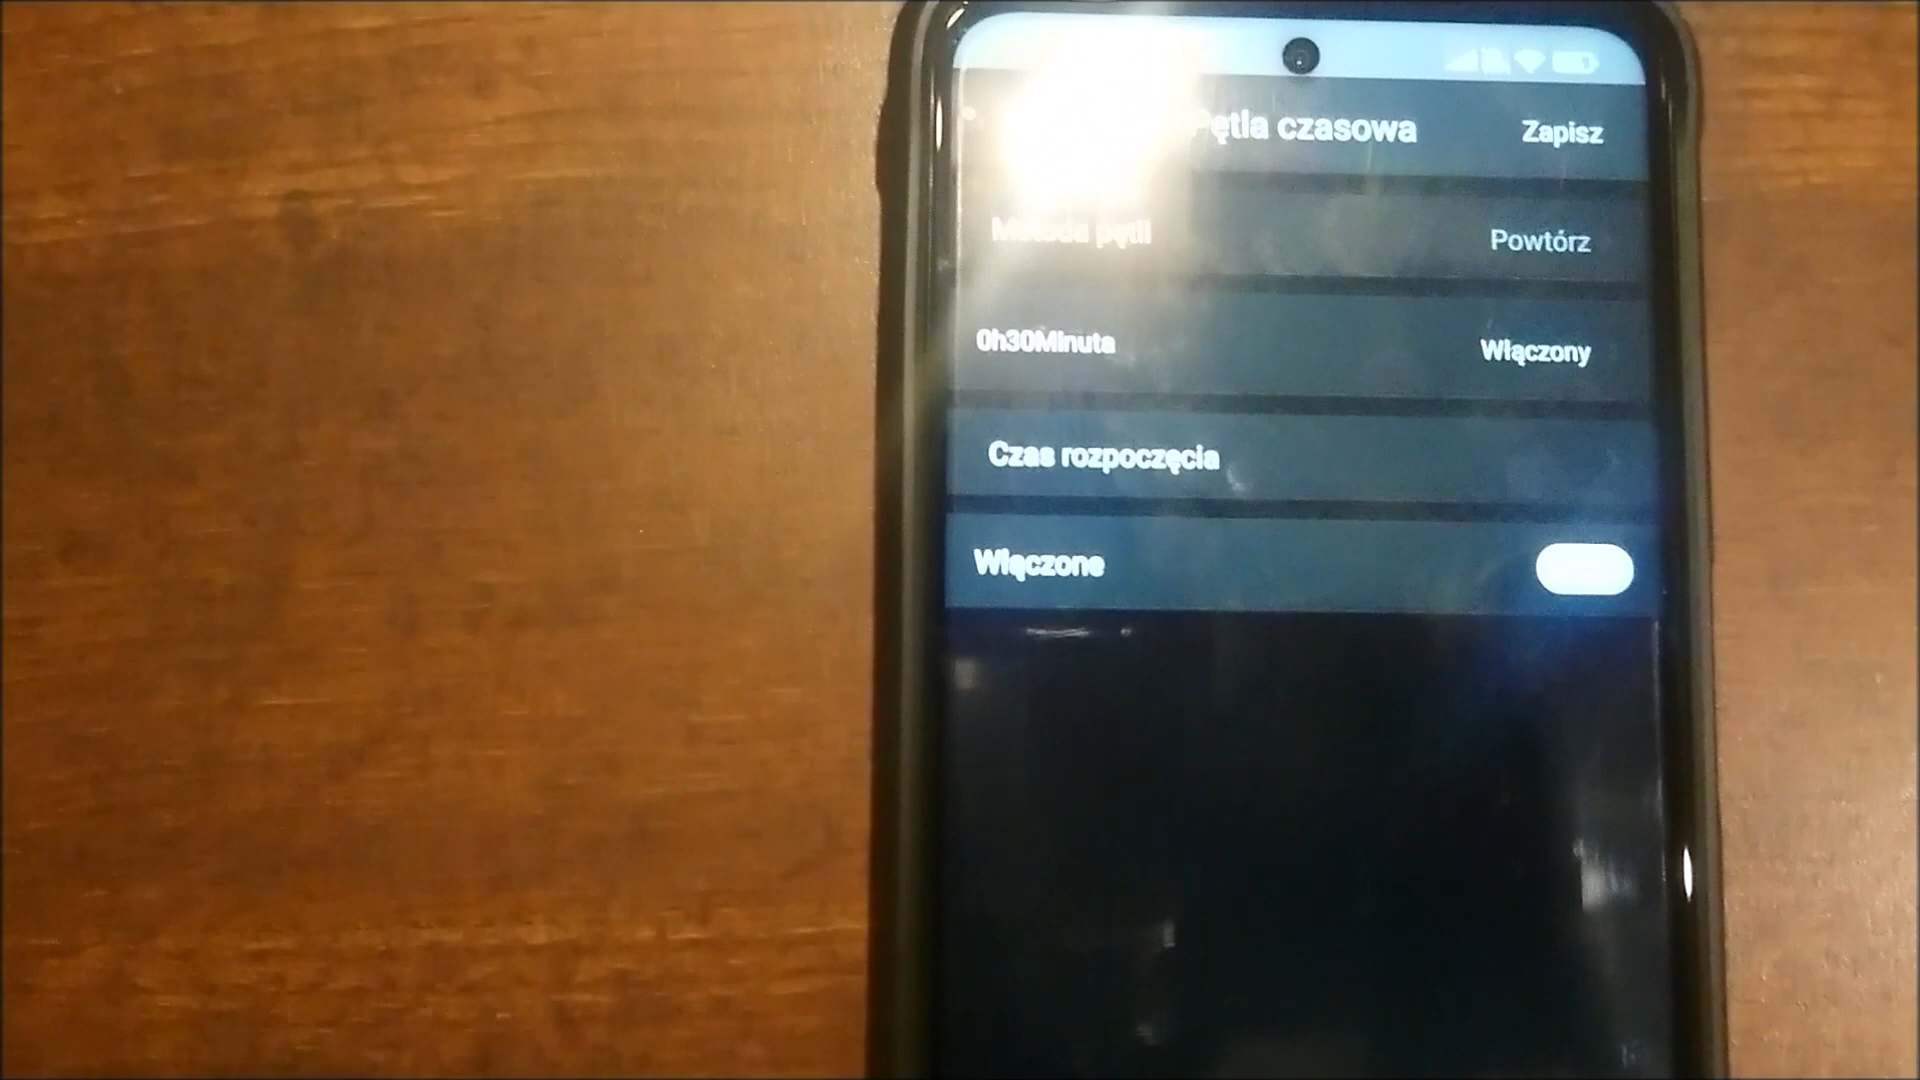 Pętla czasowa Zapisz
Metoda pętli Powtórz
0h30Minuta Włączony
Czas rozpoczęcia
Włączone